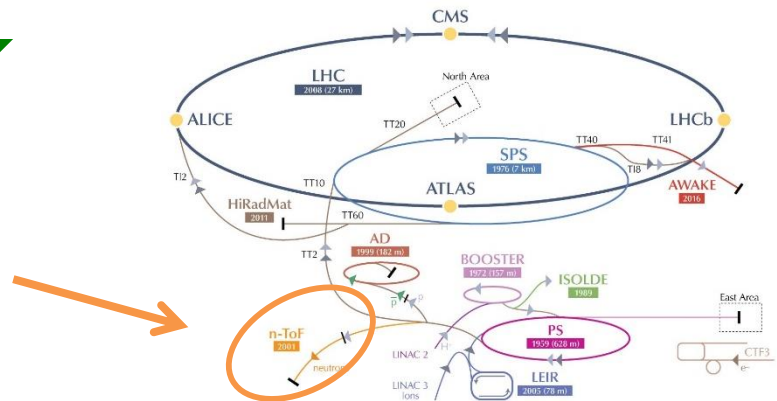 CMS
LHC
2008 (27 km)
North Area
ALICE
LHCb
TT20
TT40
TT41
SPS
1976 (7 km)
TI8
TI2
TT10
ATLAS
AWAKE
2016
HiRadMat
2011
TT60
TT2
AD
1999 (182 m)
BOOSTER
1972 (157 m)
ISOLDE
1989
p
p̅
East Area
n-ToF
2001
PS
1959 (628 m)
H⁻
LINAC 2
neutrons
CTF3
e-
LEIR
2005 (78 m)
LINAC 3
Ions